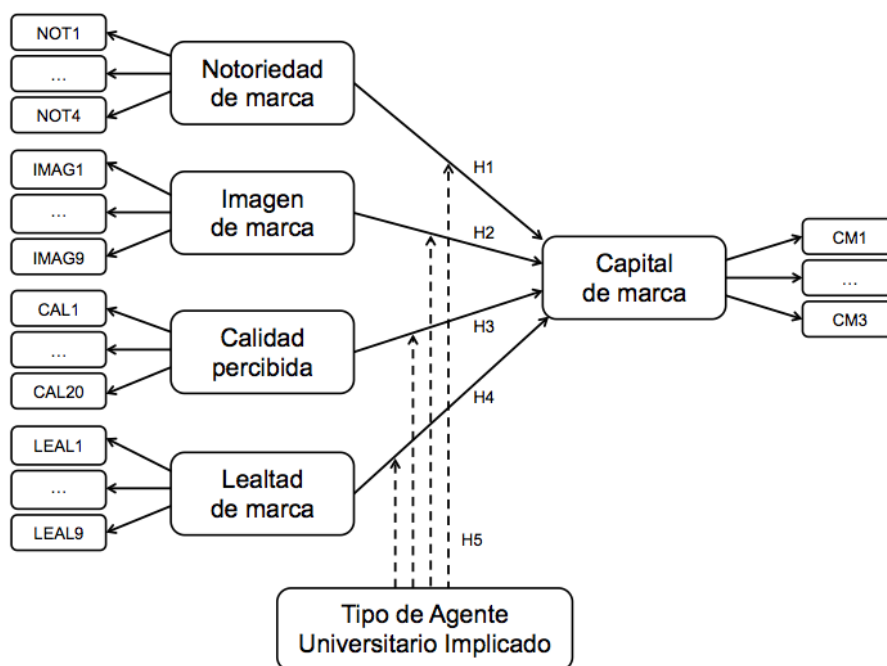 NOT1
...
NOT4
Notoriedad
de marca
IMAG1
...
IMAG9
Imagen
de marca
CAL1
...
CAL20
Calidad
percibida
LEAL1
...
LEAL9
Lealtad
de marca
H1
H2
H3
H4
H5
Capital
de marca
CM1
...
CM3
Tipo de Agente
Universitario Implicado